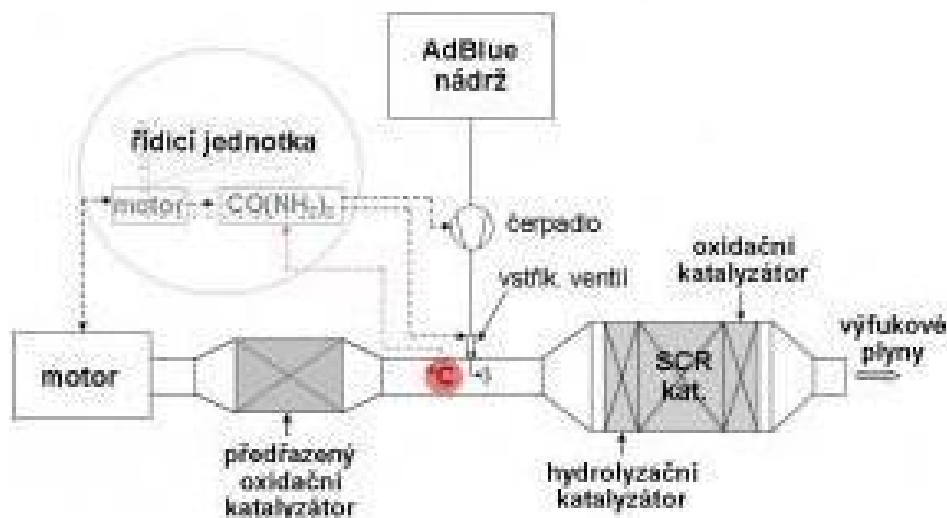 AdBlue
nádrž
řídicí jednotka
motor
CO(NH₂)₂
čerpadlo
vstřik. ventil
oxidační
katalyzátor
výfukové
plyny
motor
°C
SCR
kat.
předřazený
oxidační
katalyzátor
hydrolyzační
katalyzátor